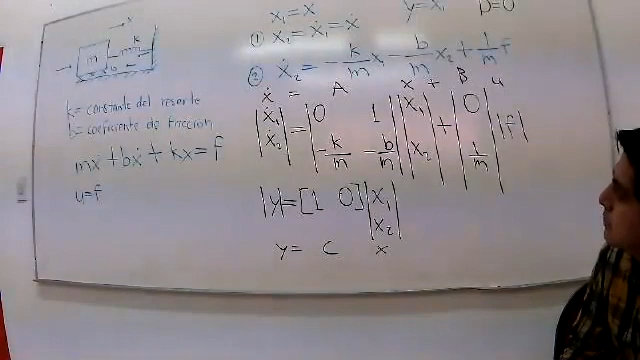 x
k
m
b
k= constante del resorte
b= coeficiente de friccion
mẍ + bẋ + kx = f
u=f
x₁ = x
y=x₁ D=0
① x₂ = ẋ₁ = ẋ
② ẋ₂ = -k/m x₁ - b/m x₂ + 1/m f
ẋ = A x + B u
|ẋ₁ ẋ₂| = |0 1 -k/m -b/m| |x₁ x₂| + |0 1/m| |f|
|y| = [1 0] |x₁ x₂|
y = C x